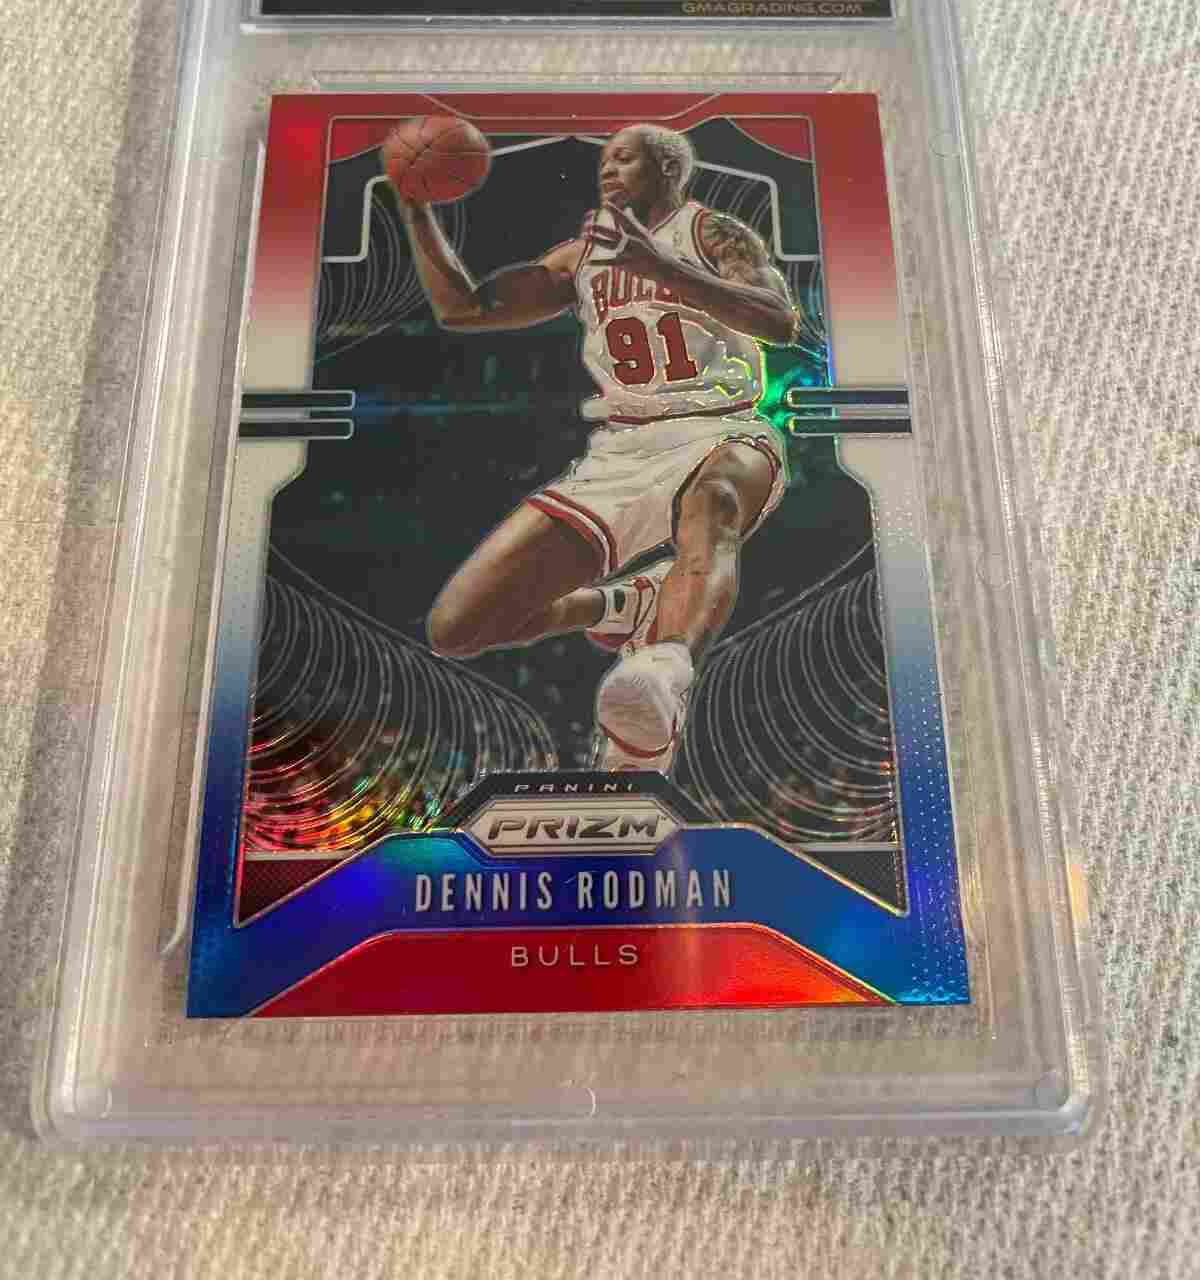 GMAGRADING.COM
BULLS
91
PANINI
PRIZM
DENNIS RODMAN
BULLS